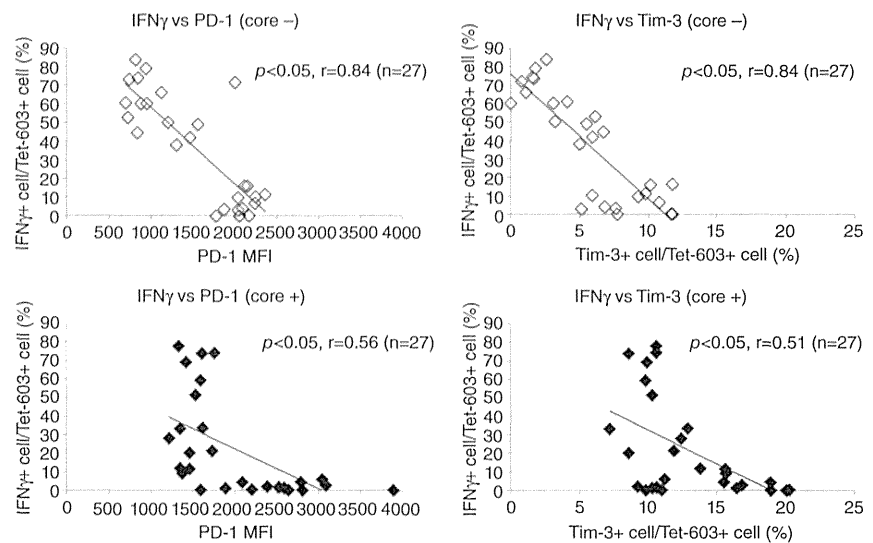 IFNγ vs PD-1 (core –)
IFNγ+ cell/Tet-603+ cell (%)
90
80
70
60
50
40
30
20
10
0
p<0.05, r=0.84 (n=27)
0 500 1000 1500 2000 2500 3000 3500 4000
PD-1 MFI
IFNγ vs Tim-3 (core –)
IFNγ+ cell/Tet-603+ cell (%)
90
80
70
60
50
40
30
20
10
0
p<0.05, r=0.84 (n=27)
0 5 10 15 20 25
Tim-3+ cell/Tet-603+ cell (%)
IFNγ vs PD-1 (core +)
IFNγ+ cell/Tet-603+ cell (%)
90
80
70
60
50
40
30
20
10
0
p<0.05, r=0.56 (n=27)
0 500 1000 1500 2000 2500 3000 3500 4000
PD-1 MFI
IFNγ vs Tim-3 (core +)
IFNγ+ cell/Tet-603+ cell (%)
90
80
70
60
50
40
30
20
10
0
p<0.05, r=0.51 (n=27)
0 5 10 15 20 25
Tim-3+ cell/Tet-603+ cell (%)